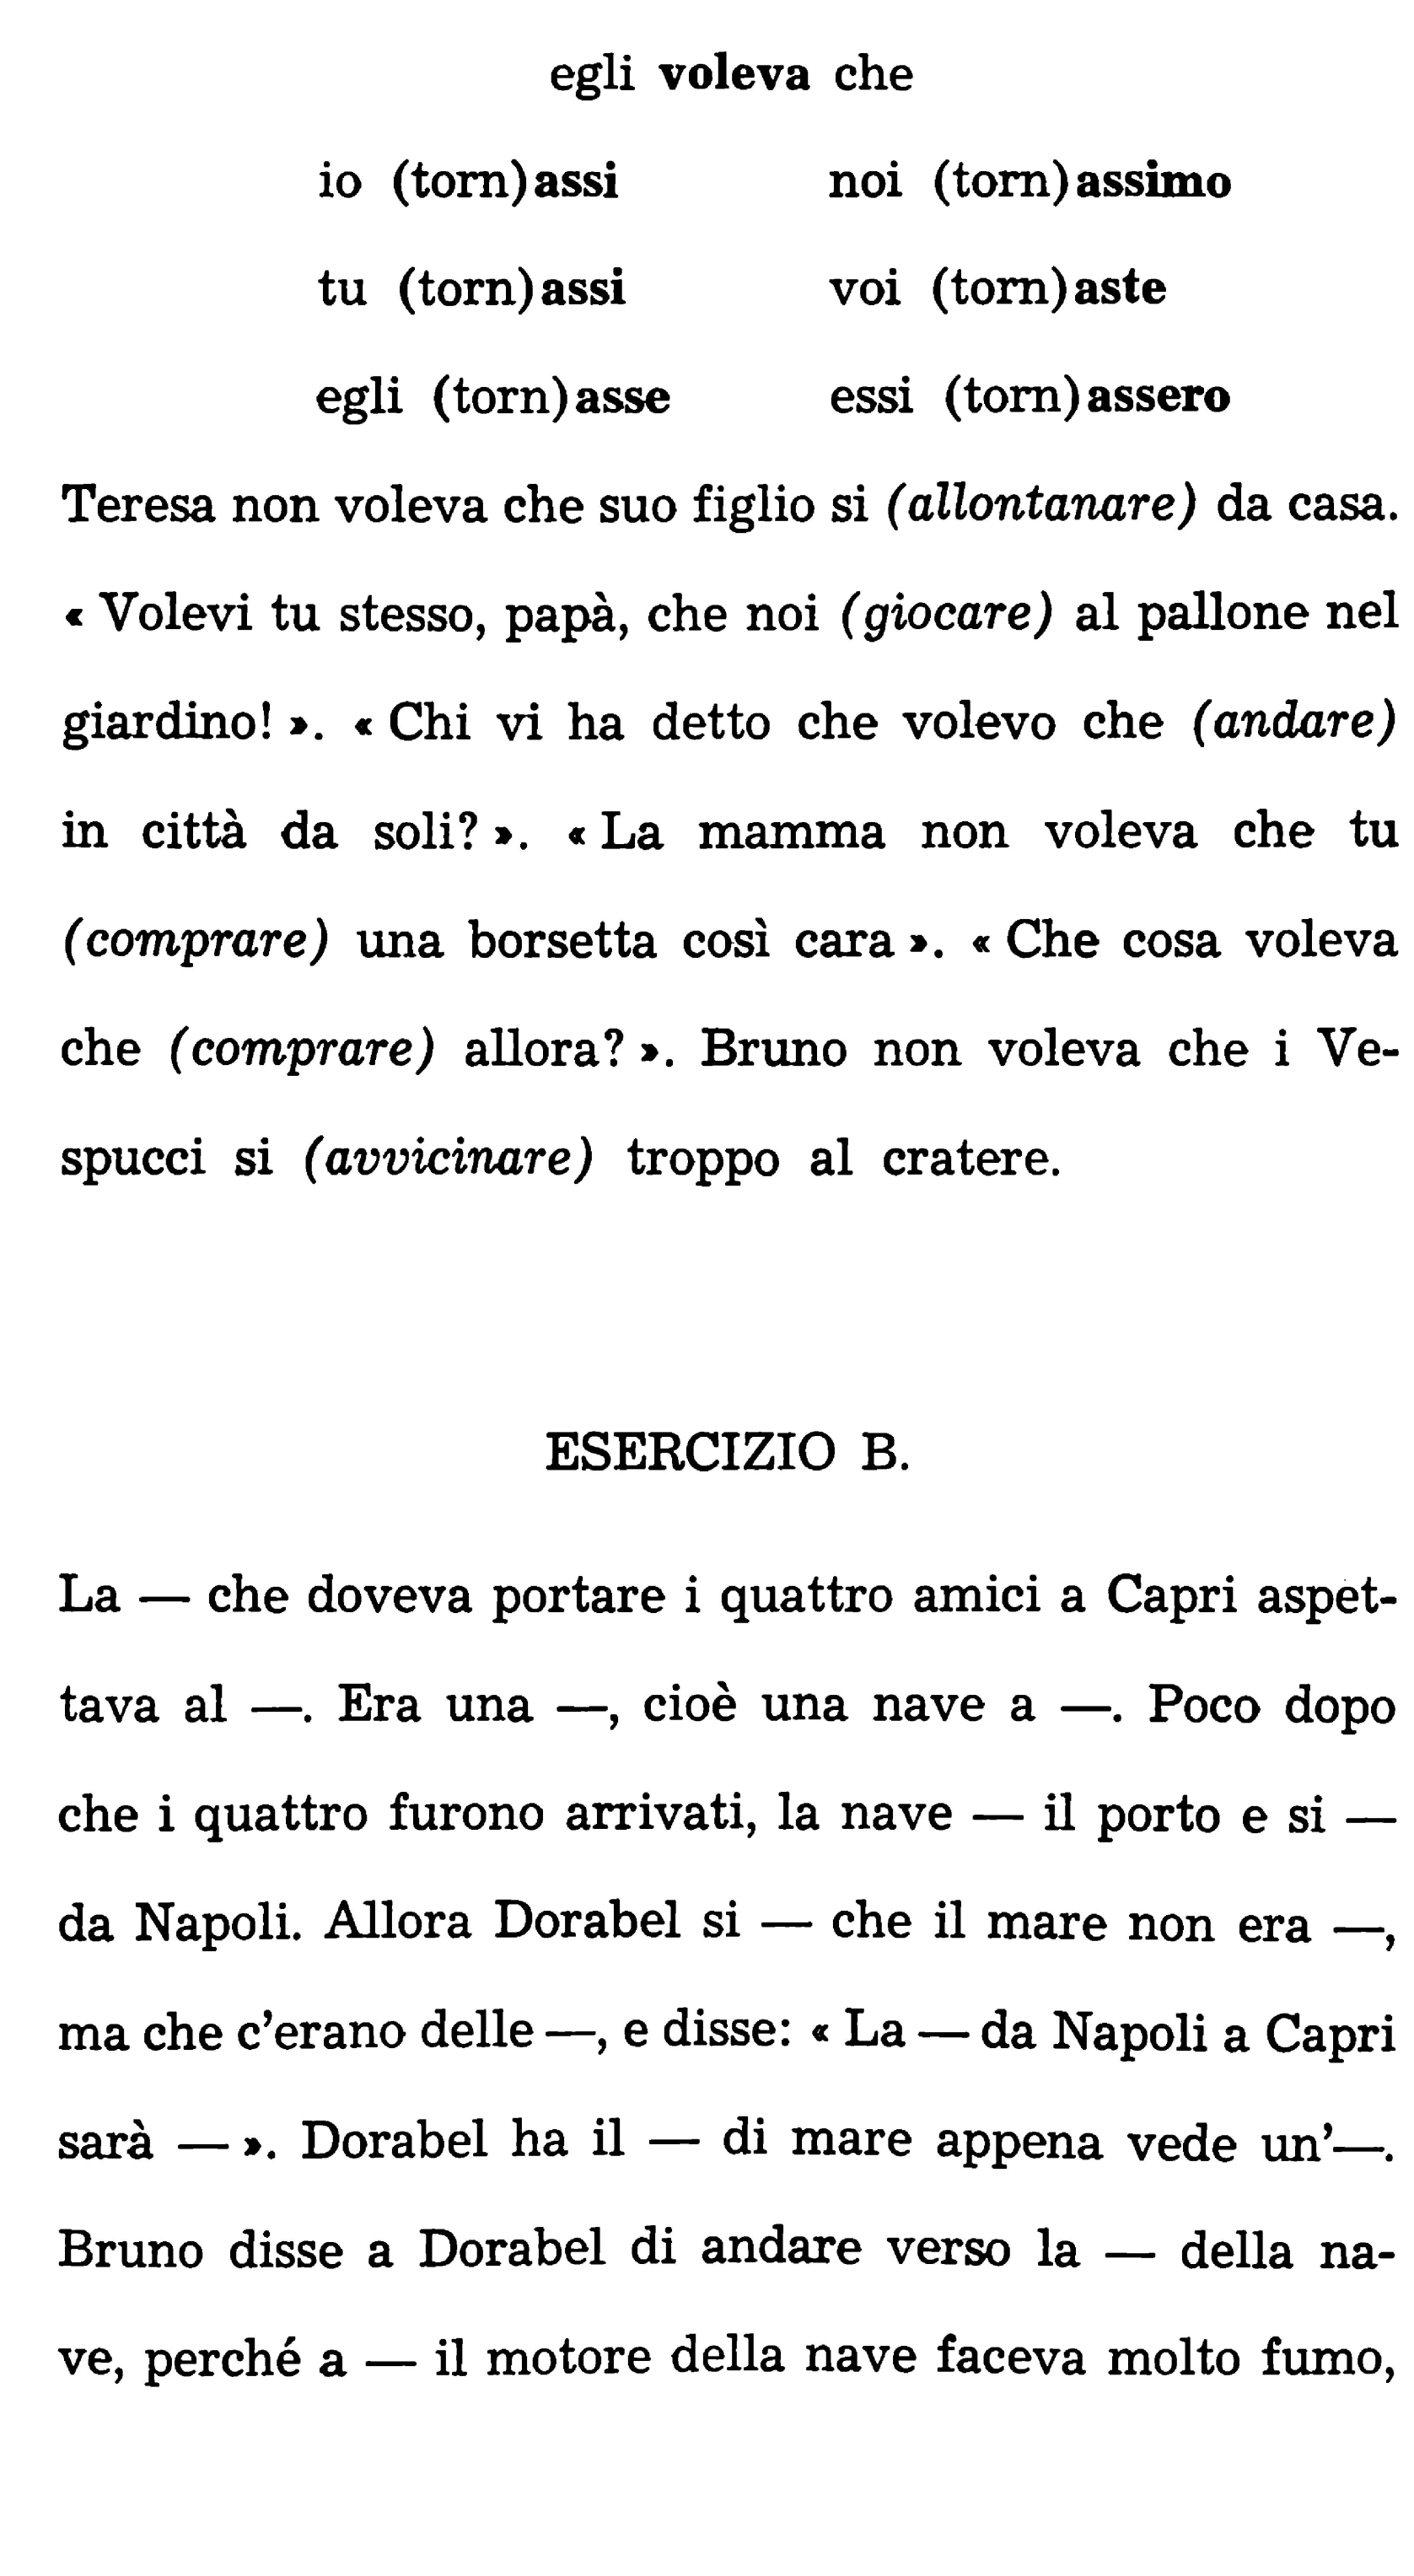 egli voleva che
io (torn)assi noi (torn)assimo
tu (torn)assi voi (torn)aste
egli (torn)asse essi (torn)assero
Teresa non voleva che suo figlio si (allontanare) da casa.
« Volevi tu stesso, papà, che noi (giocare) al pallone nel
giardino! ». « Chi vi ha detto che volevo che (andare)
in città da soli? ». « La mamma non voleva che tu
(comprare) una borsetta così cara ». « Che cosa voleva
che (comprare) allora? ». Bruno non voleva che i Ve-
spucci si (avvicinare) troppo al cratere.
ESERCIZIO B.
La — che doveva portare i quattro amici a Capri aspet-
tava al —. Era una —, cioè una nave a —. Poco dopo
che i quattro furono arrivati, la nave — il porto e si —
da Napoli. Allora Dorabel si — che il mare non era —,
ma che c'erano delle —, e disse: « La — da Napoli a Capri
sarà — ». Dorabel ha il — di mare appena vede un'—.
Bruno disse a Dorabel di andare verso la — della na-
ve, perché a — il motore della nave faceva molto fumo,